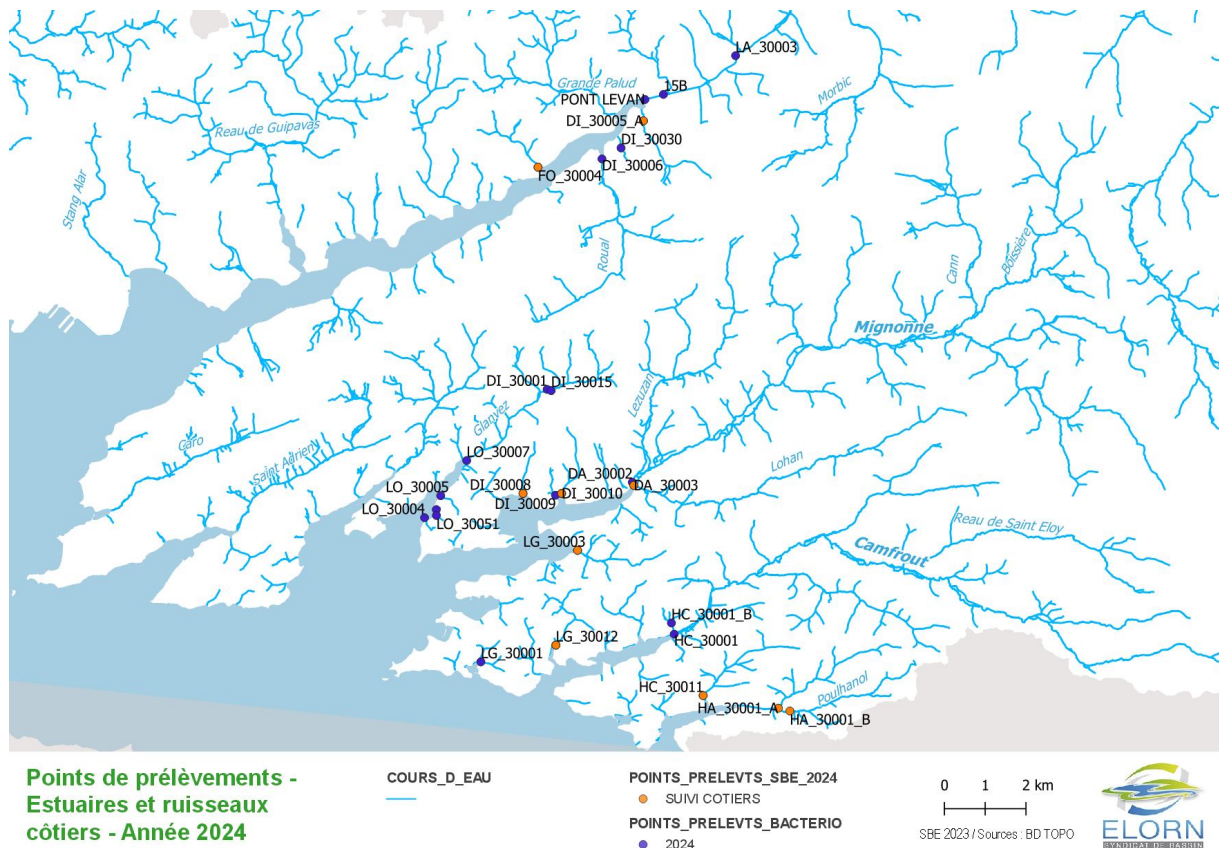 LA_30003
Grande Palud
15B
PONT LEVAN
Morbic
DI_30005_A
Reau de Guipavas
DI_30030
DI_30006
FO_30004
Stang Alar
Roual
Cann
Boissière
Mignonne
DI_30001
DI_30015
Lezuzan
Glanvez
Caro
Saint Adrien
LO_30007
Lohan
DA_30002
DI_30008
DA_30003
LO_30005
DI_30009
DI_30010
LO_30004
LO_30051
Reau de Saint Eloy
LG_30003
Camfrout
HC_30001_B
LG_30012
HC_30001
LG_30001
HC_30011
Poulhanol
HA_30001_A
HA_30001_B
Points de prélèvements -
Estuaires et ruisseaux
côtiers - Année 2024
COURS_D_EAU
POINTS_PRELEVTS_SBE_2024
SUIVI COTIERS
POINTS_PRELEVTS_BACTERIO
2024
0 1 2 km
SBE 2023 / Sources : BD TOPO
ELORN
SYNDICAT DE BASSIN